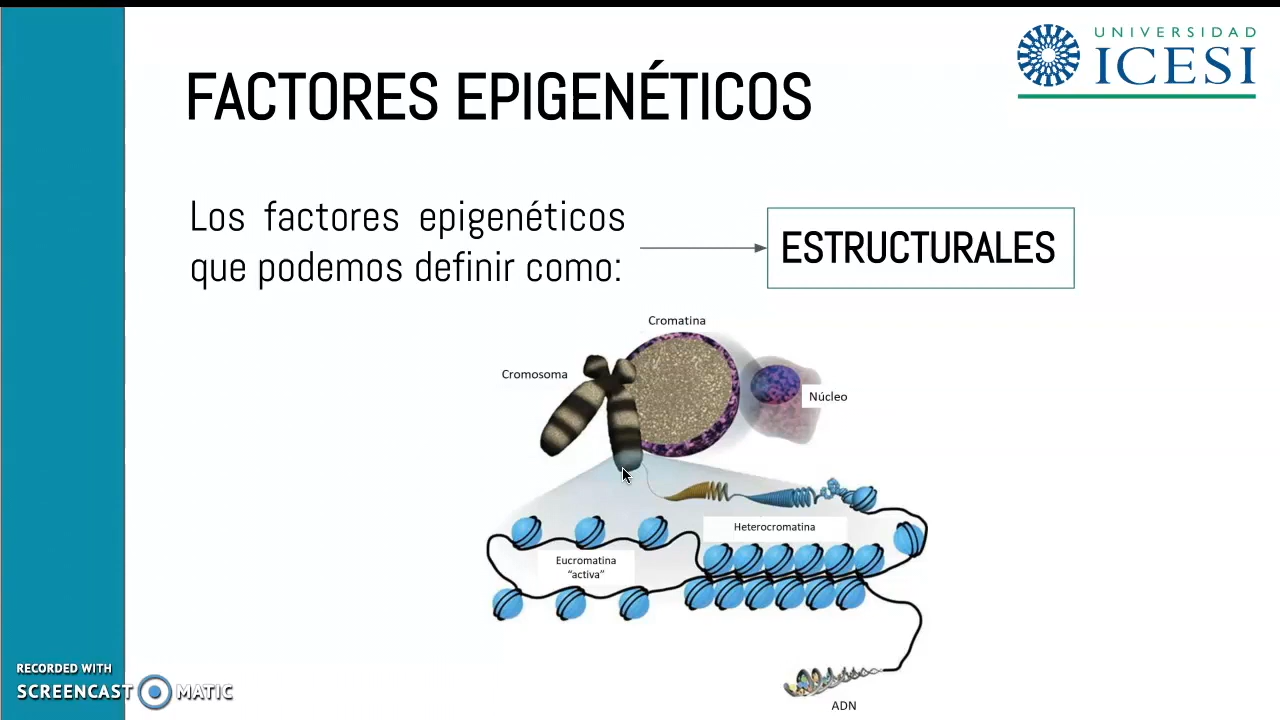 UNIVERSIDAD
ICESI
FACTORES EPIGENÉTICOS
Los factores epigenéticos
que podemos definir como:
ESTRUCTURALES
Cromatina
Cromosoma
Núcleo
Heterocromatina
Eucromatina
“activa”
ADN
RECORDED WITH
SCREENCAST MATIC